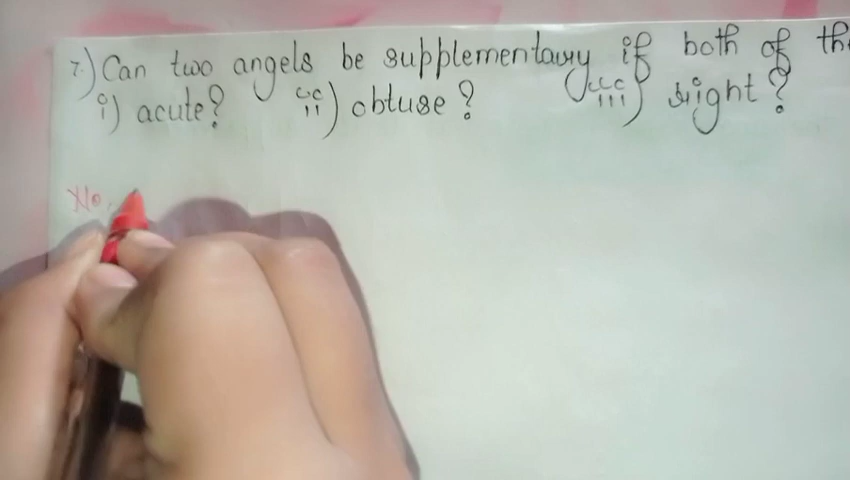 7.) Can two angels be supplementary if both of th
i) acute? ii) obtuse? iii) right?
No.